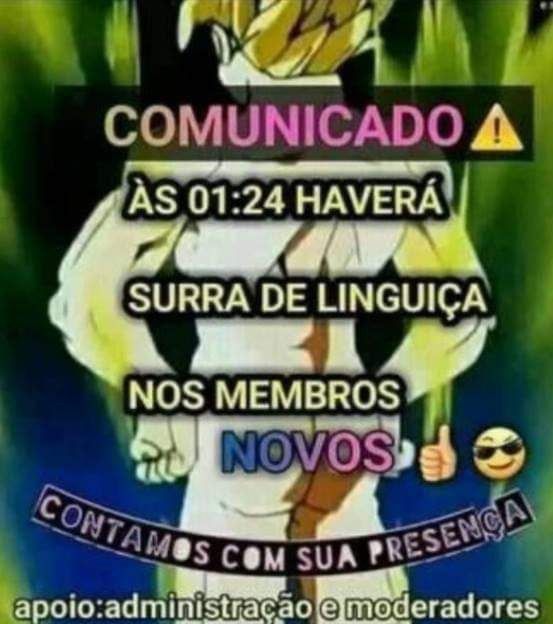 COMUNICADO⚠️
ÀS 01:24 HAVERÁ
SURRA DE LINGUIÇA
NOS MEMBROS
NOVOS👍😎
CONTAMOS COM SUA PRESENÇA
apoio:administração e moderadores